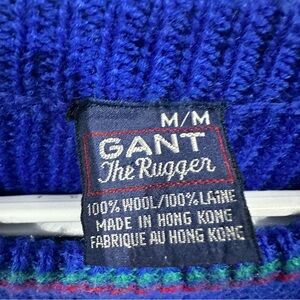 M/M
GANT
The Rugger
100% WOOL/100% LAINE
MADE IN HONG KONG
FABRIQUE AU HONG KONG